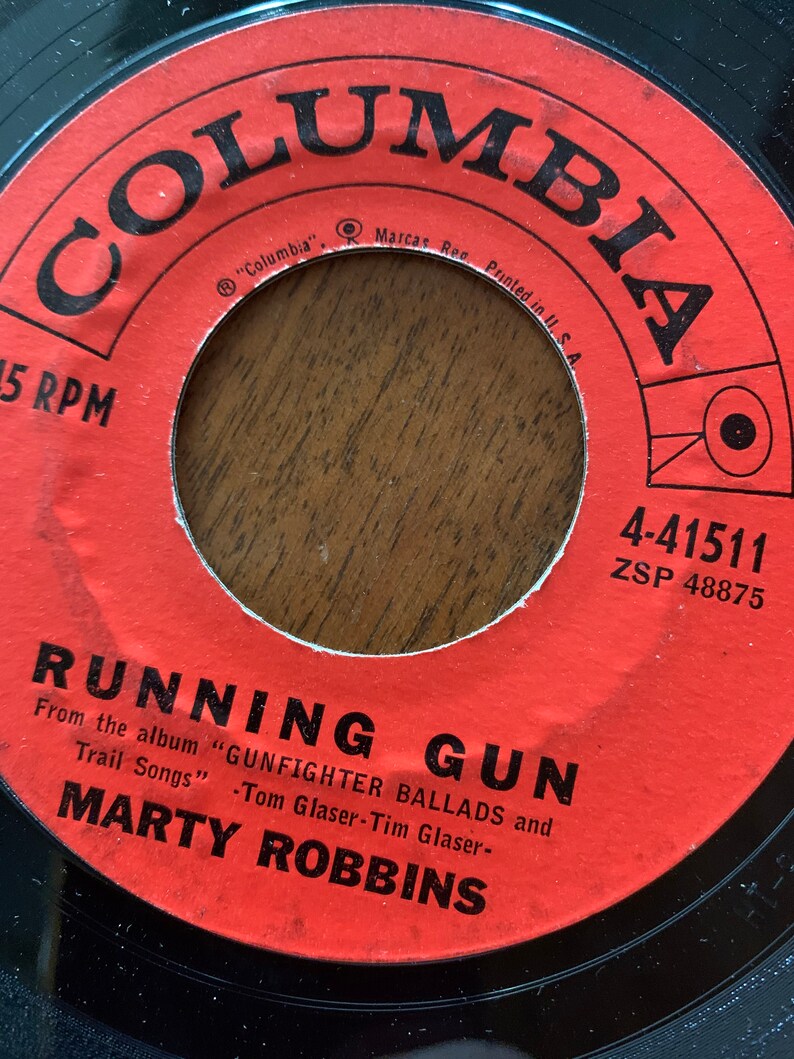 COLUMBIA
® "Columbia", Marcas Reg. Printed in U.S.A.
45 RPM
4-41511
ZSP 48875
RUNNING GUN
From the album "GUNFIGHTER BALLADS and
Trail Songs" -Tom Glaser-Tim Glaser-
MARTY ROBBINS